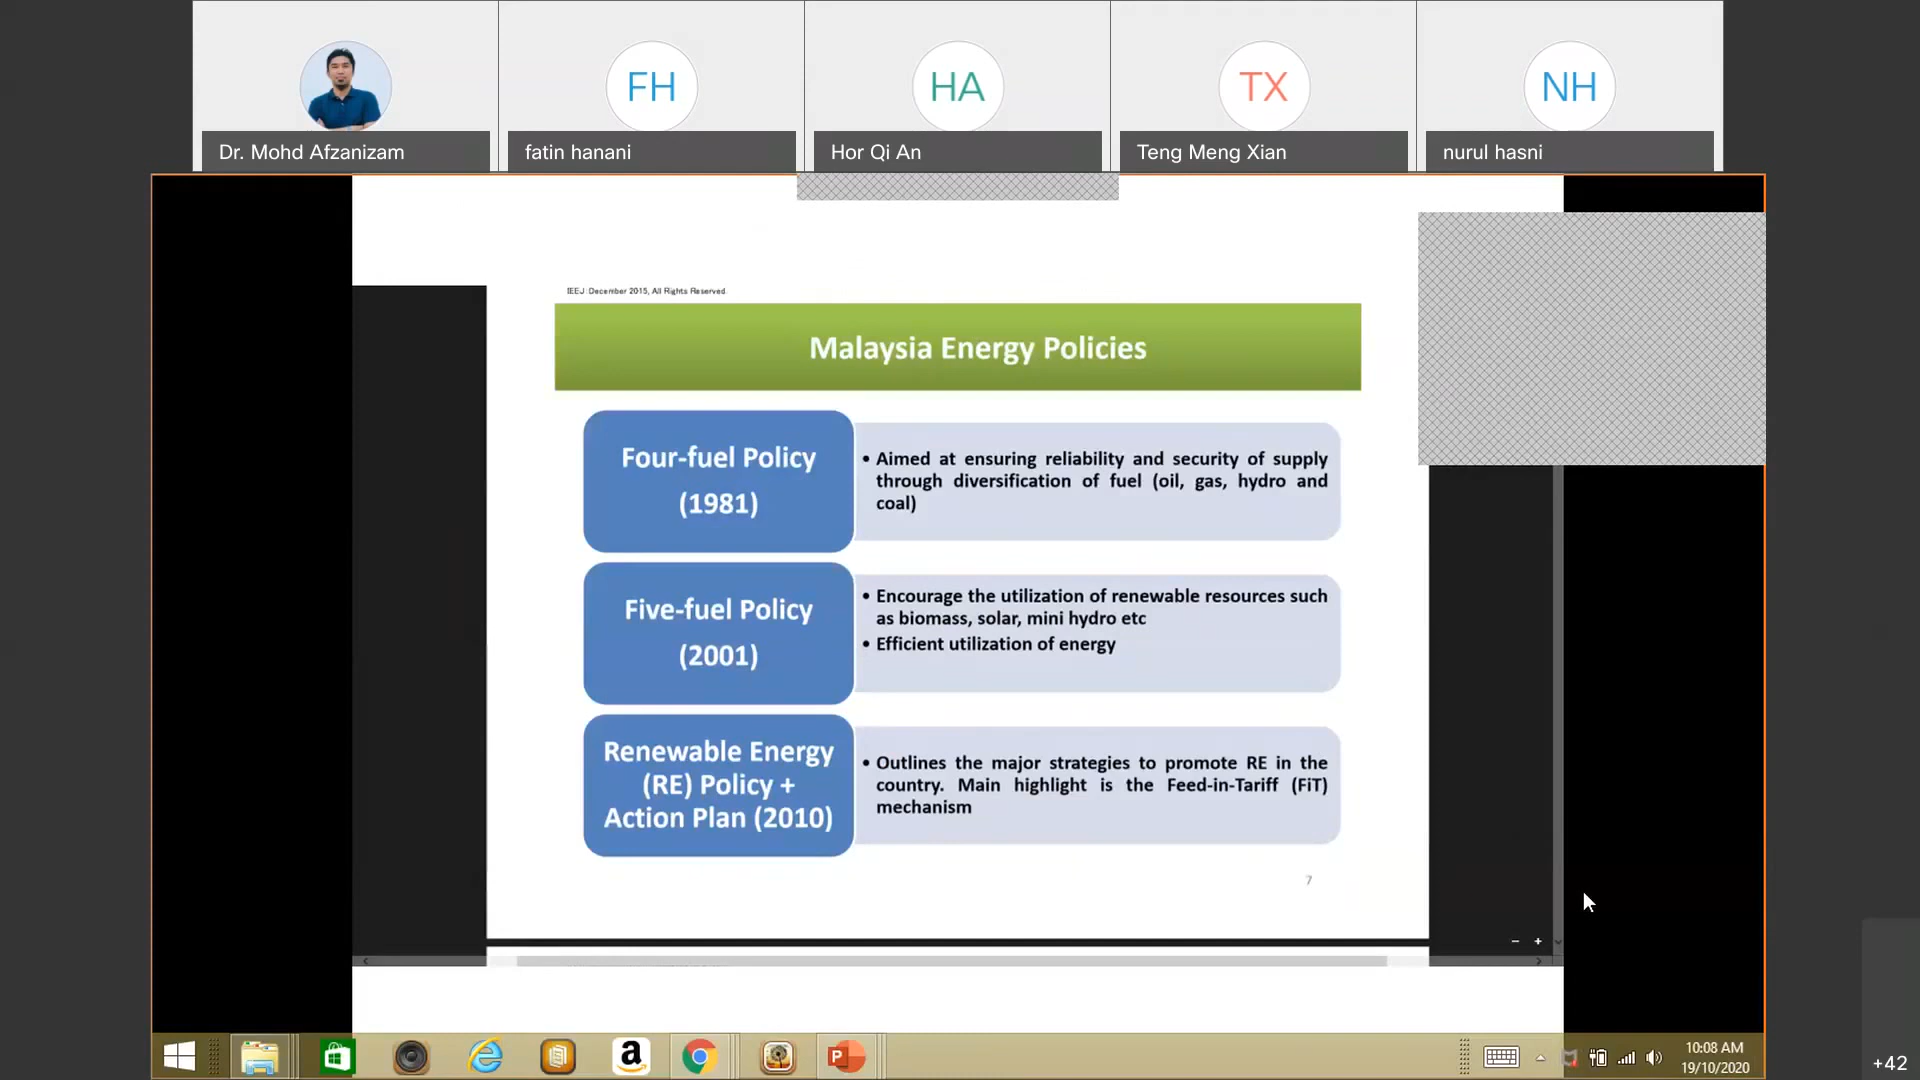 FH
HA
TX
NH
Dr. Mohd Afzanizam
fatin hanani
Hor Qi An
Teng Meng Xian
nurul hasni
IEEJ: December 2015, All Rights Reserved.
Malaysia Energy Policies
Four-fuel Policy
(1981)
• Aimed at ensuring reliability and security of supply
through diversification of fuel (oil, gas, hydro and
coal)
Five-fuel Policy
(2001)
• Encourage the utilization of renewable resources such
as biomass, solar, mini hydro etc
• Efficient utilization of energy
Renewable Energy
(RE) Policy +
Action Plan (2010)
• Outlines the major strategies to promote RE in the
country. Main highlight is the Feed-in-Tariff (FiT)
mechanism
7
10:08 AM
19/10/2020
+42